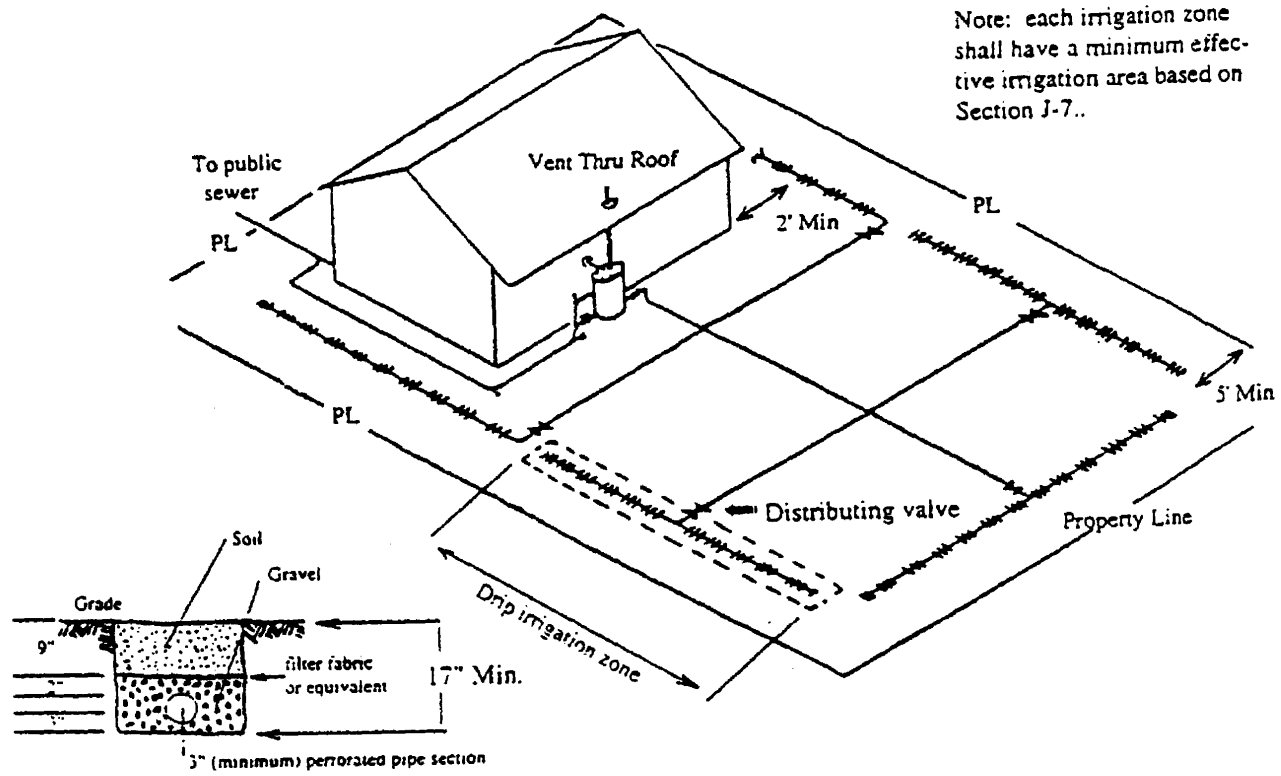 Note: each irrigation zone
shall have a minimum effec-
tive irrigation area based on
Section J-7..
To public
sewer
Vent Thru Roof
PL
2' Min
PL
5' Min
PL
Distributing valve
Property Line
Drip irrigation zone
Soil
Gravel
Grade
9"
filter fabric
or equivalent
17" Min.
3" (minimum) perforated pipe section